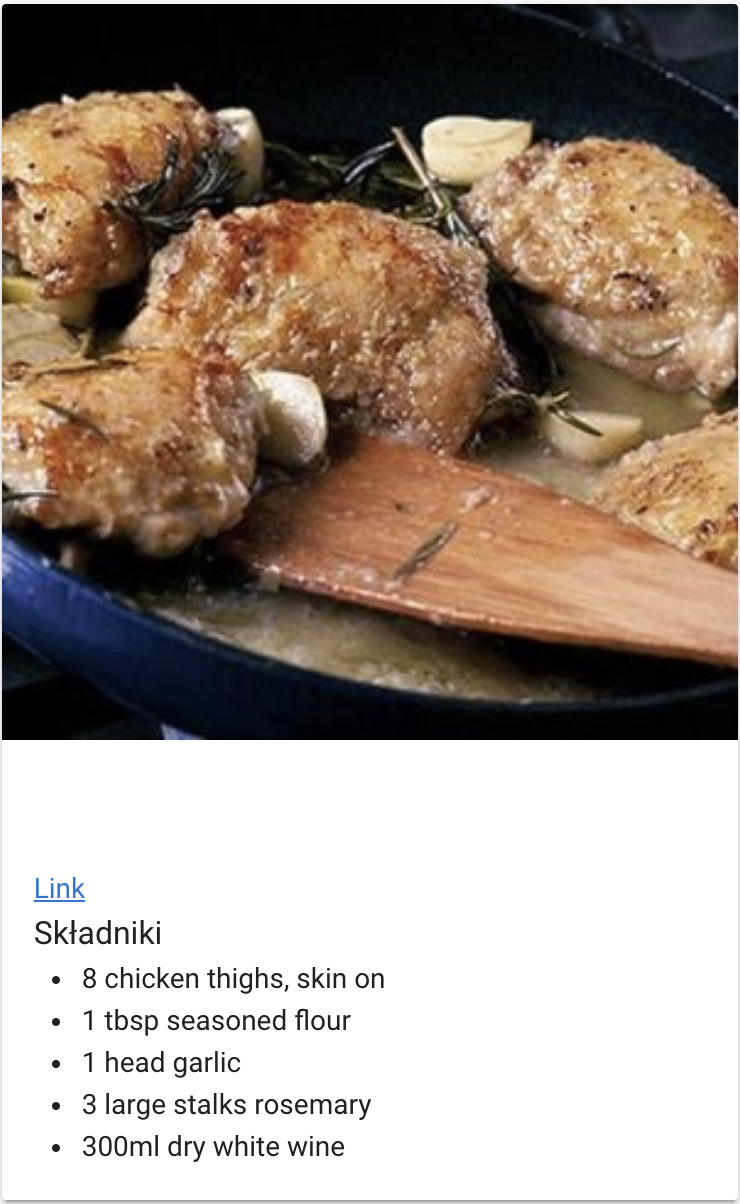 Link
Składniki
• 8 chicken thighs, skin on
• 1 tbsp seasoned flour
• 1 head garlic
• 3 large stalks rosemary
• 300ml dry white wine